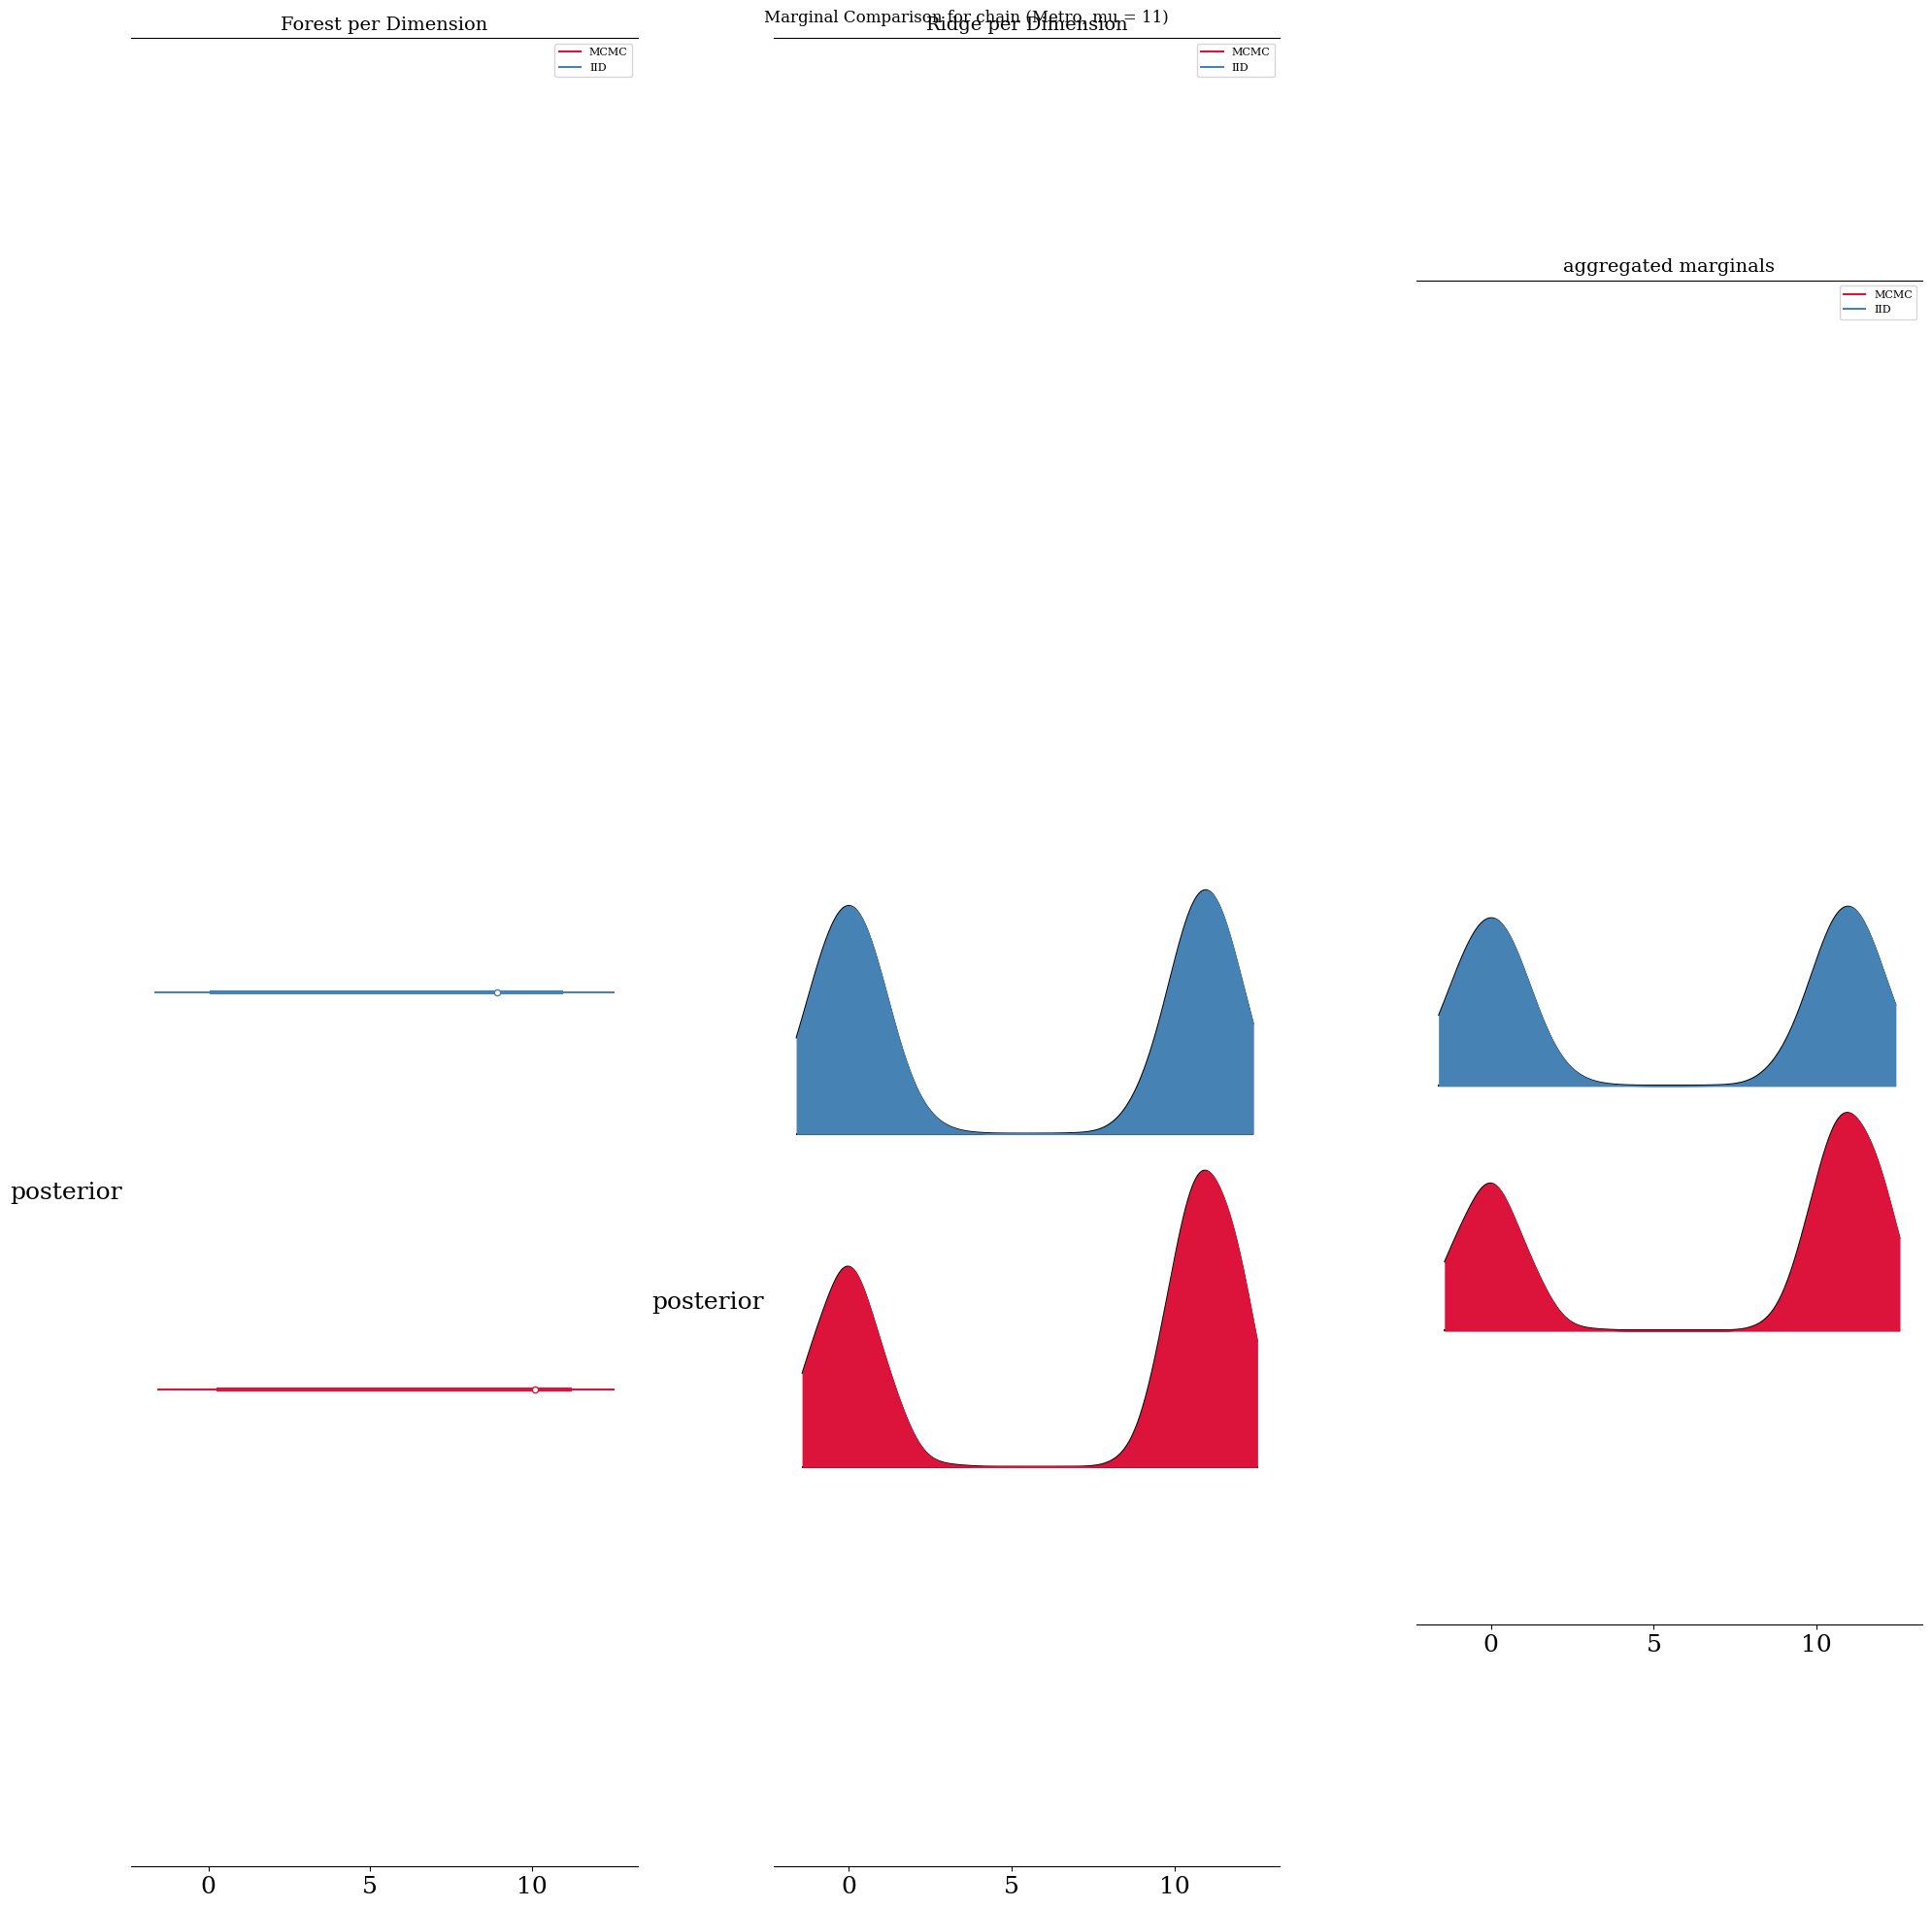 Marginal Comparison for chain (Metro, mu = 11)
Forest per Dimension
MCMC
IID
posterior
0 5 10
Ridge per Dimension
MCMC
IID
posterior
0 5 10
aggregated marginals
MCMC
IID
0 5 10